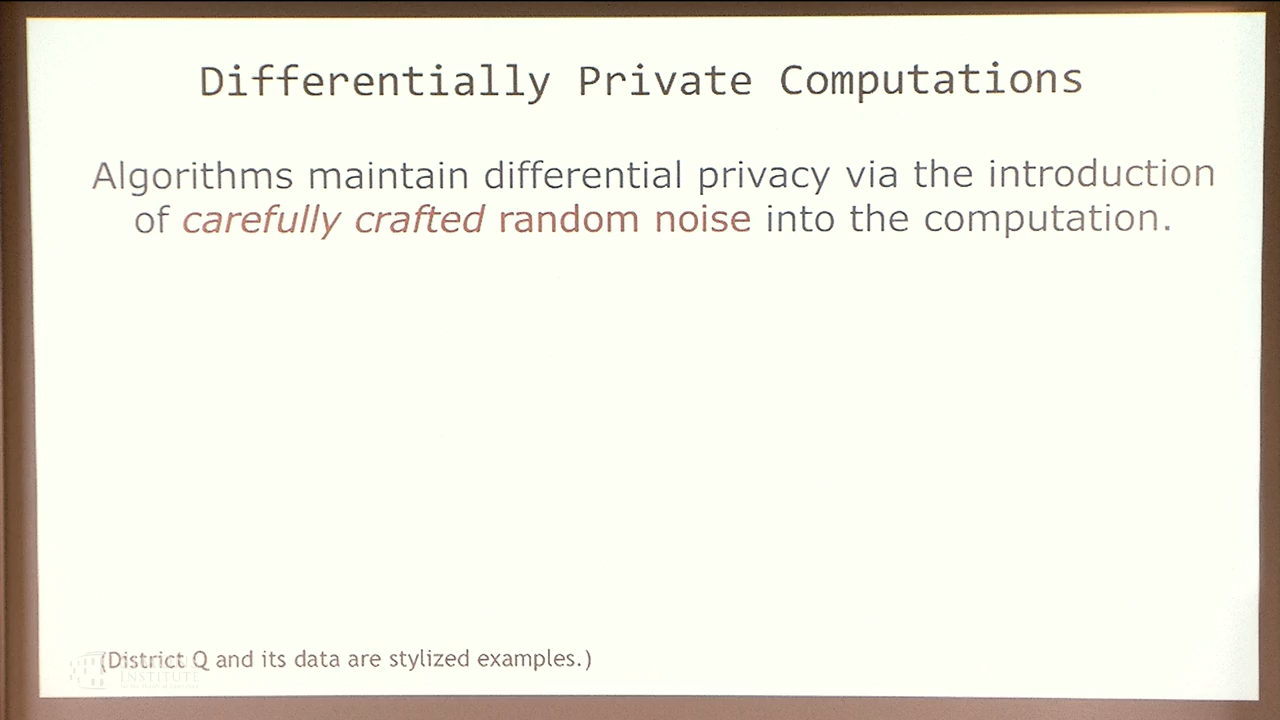 Differentially Private Computations
Algorithms maintain differential privacy via the introduction
of carefully crafted random noise into the computation.
(District Q and its data are stylized examples.)
INSTITUTE